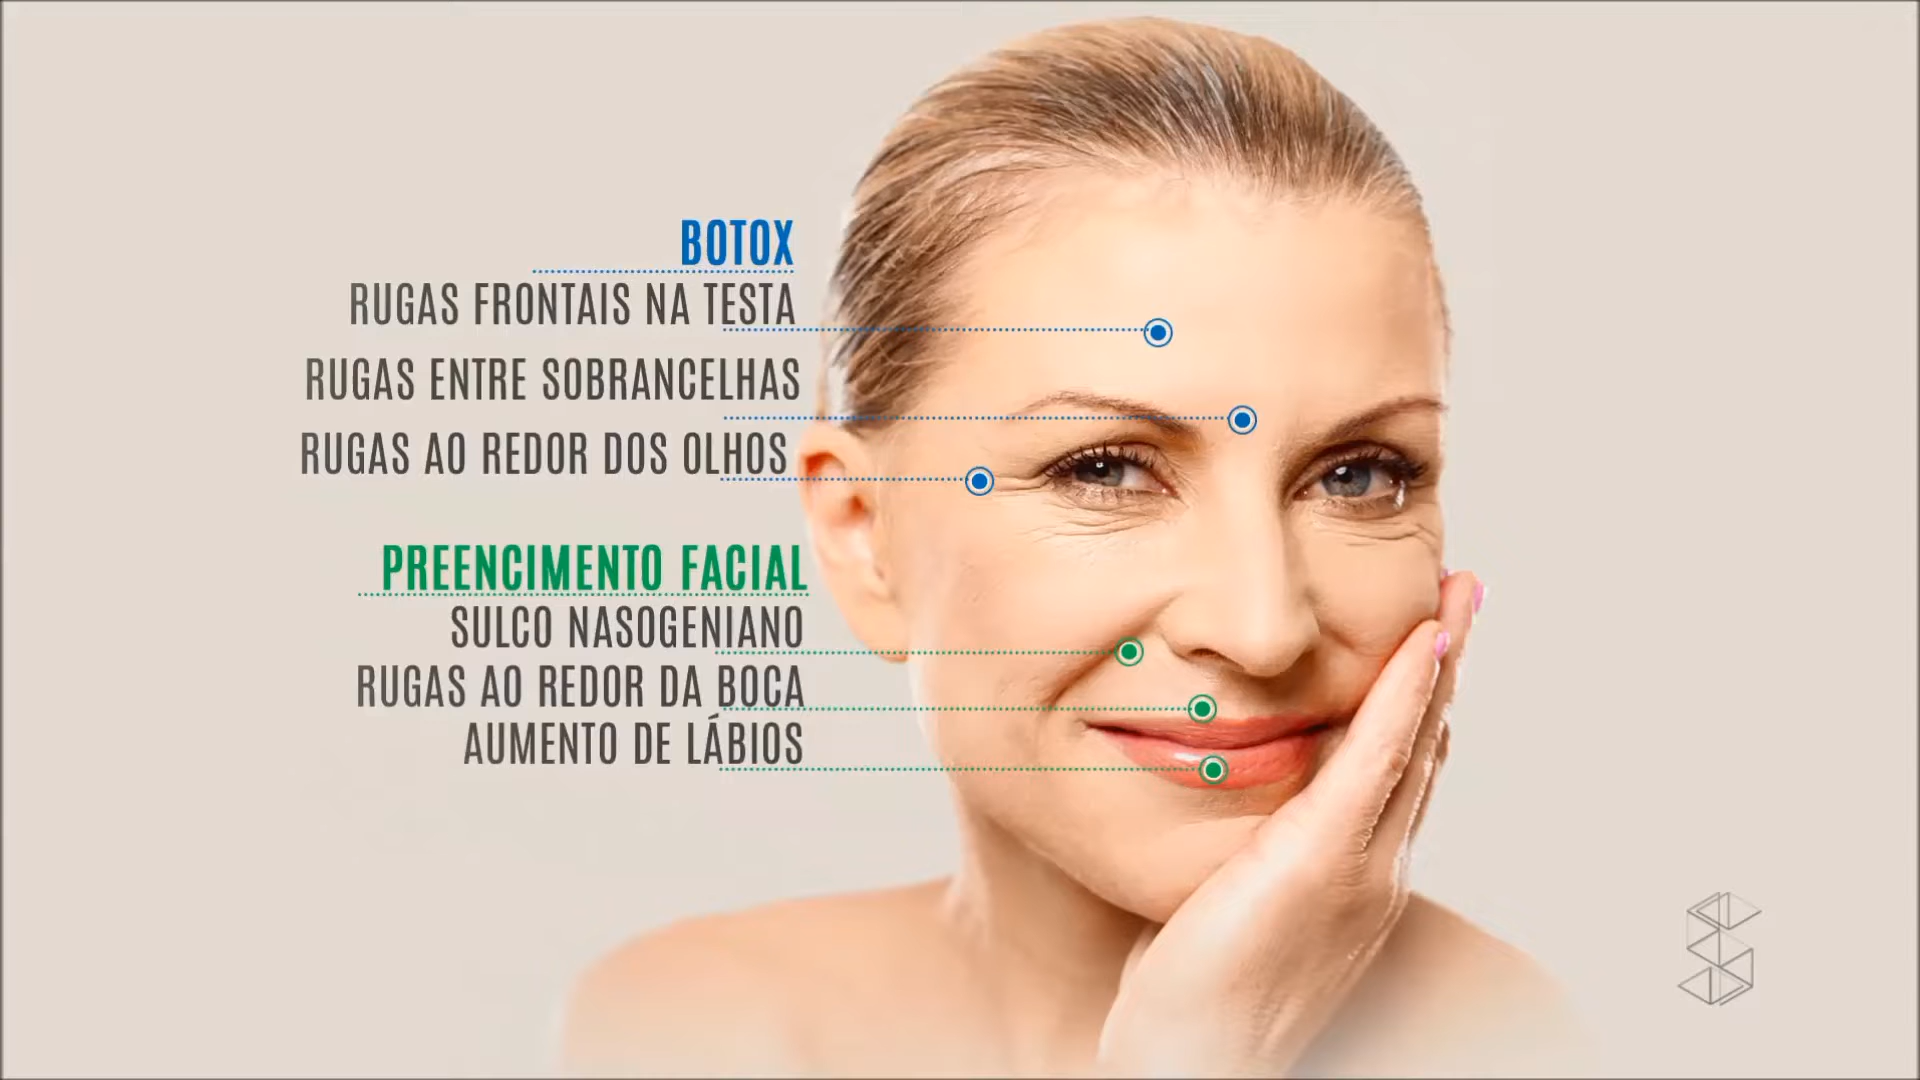 BOTOX
RUGAS FRONTAIS NA TESTA
RUGAS ENTRE SOBRANCELHAS
RUGAS AO REDOR DOS OLHOS
PREENCIMENTO FACIAL
SULCO NASOGENIANO
RUGAS AO REDOR DA BOCA
AUMENTO DE LÁBIOS